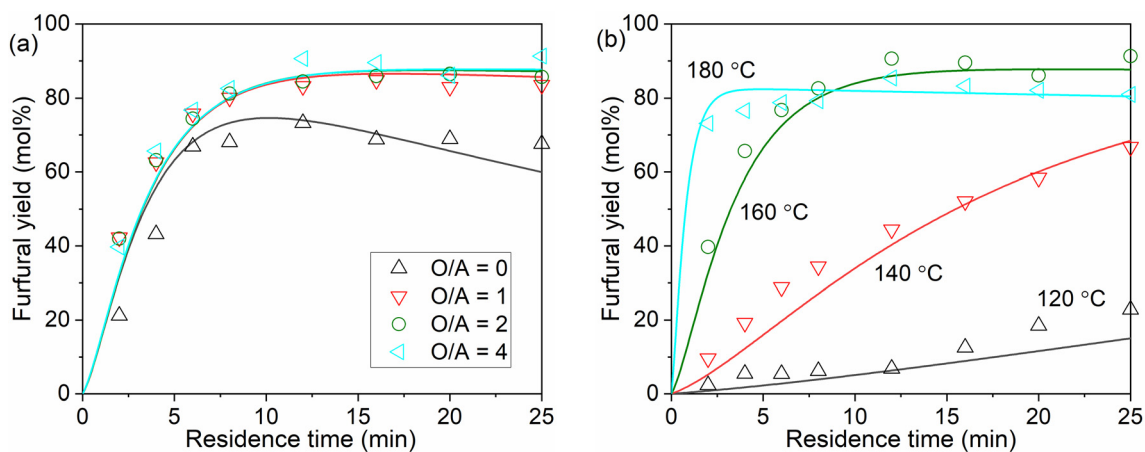 (a)
Furfural yield (mol%)
100
80
60
40
20
0
O/A = 0
O/A = 1
O/A = 2
O/A = 4
0 5 10 15 20 25
Residence time (min)
(b)
Furfural yield (mol%)
100
80
60
40
20
0
180 °C
160 °C
140 °C
120 °C
0 5 10 15 20 25
Residence time (min)